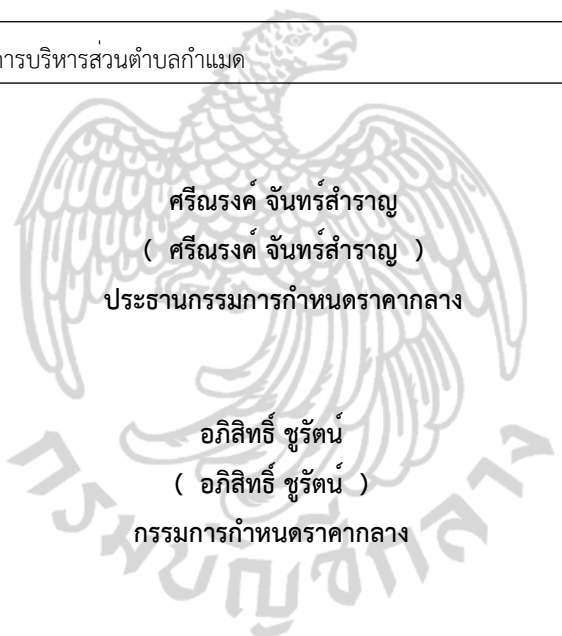 การบริหารส่วนตำบลกำแมด
ศรีณรงค์ จันทร์สำราญ
( ศรีณรงค์ จันทร์สำราญ )
ประธานกรรมการกำหนดราคากลาง
อภิสิทธิ์ ชูรัตน์
( อภิสิทธิ์ ชูรัตน์ )
กรรมการกำหนดราคากลาง
กรมบัญชีกลาง